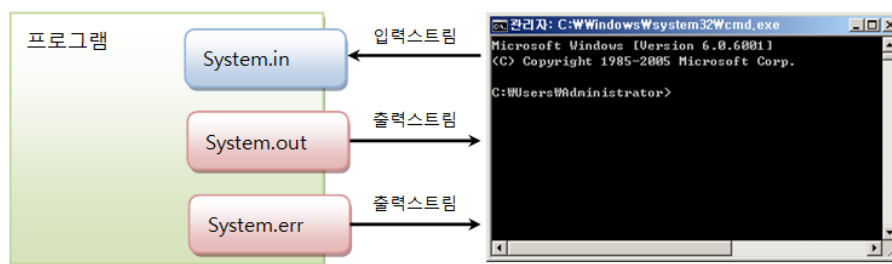 프로그램
System.in
System.out
System.err
입력스트림
출력스트림
출력스트림
관리자: C:₩Windows₩system32₩cmd.exe
Microsoft Windows [Version 6.0.6001]
(C) Copyright 1985-2005 Microsoft Corp.
C:₩Users₩Administrator>